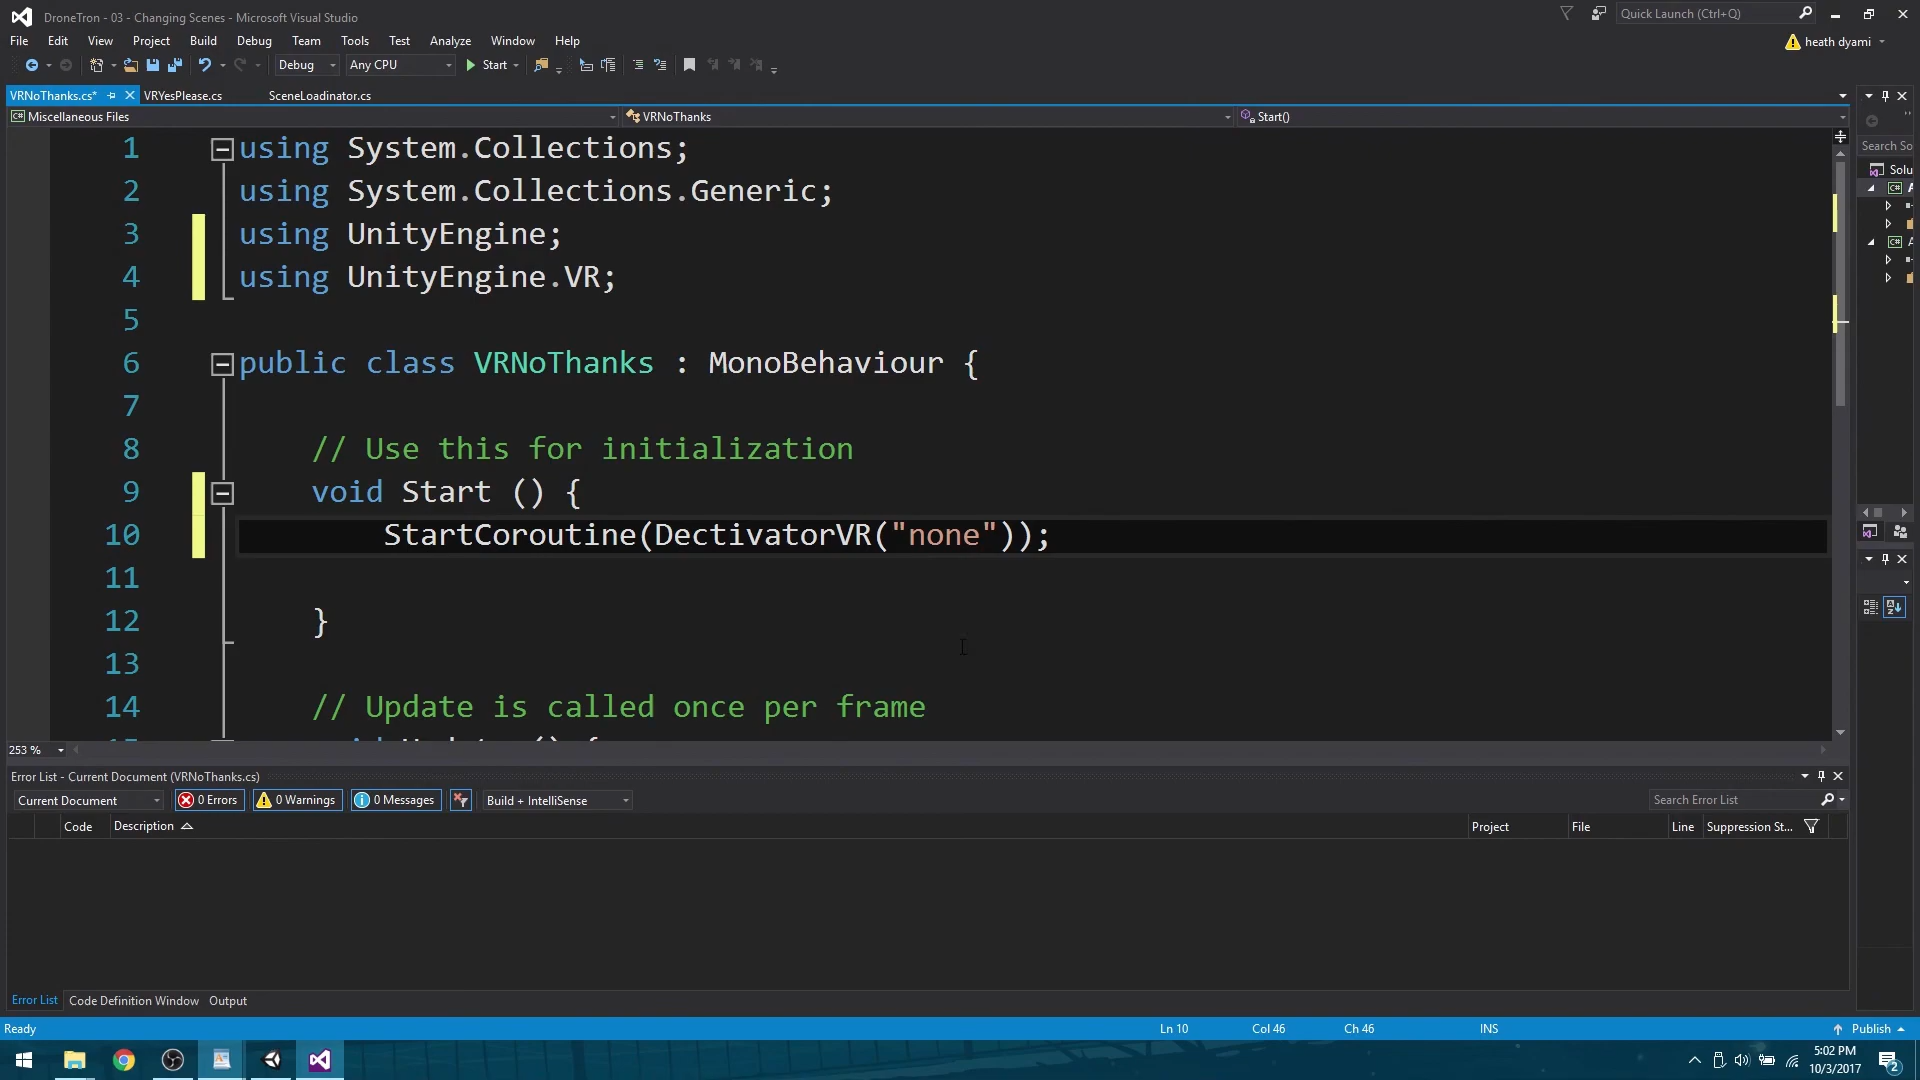 DroneTron - 03 - Changing Scenes - Microsoft Visual Studio
Quick Launch (Ctrl+Q)
File Edit View Project Build Debug Team Tools Test Analyze Window Help
heath dyami
Debug Any CPU Start
VRNoThanks.cs* VRYesPlease.cs SceneLoadinator.cs
Miscellaneous Files VRNoThanks Start()
Search So
Solu
1 using System.Collections;
2 using System.Collections.Generic;
3 using UnityEngine;
4 using UnityEngine.VR;
5
6 public class VRNoThanks : MonoBehaviour {
7
8 // Use this for initialization
9 void Start () {
10 StartCoroutine(DectivatorVR("none"));
11
12 }
13
14 // Update is called once per frame
253 %
Error List - Current Document (VRNoThanks.cs)
Current Document 0 Errors 0 Warnings 0 Messages Build + IntelliSense Search Error List
Code Description Project File Line Suppression St...
Error List Code Definition Window Output
Ready Ln 10 Col 46 Ch 46 INS Publish
5:02 PM
10/3/2017
2